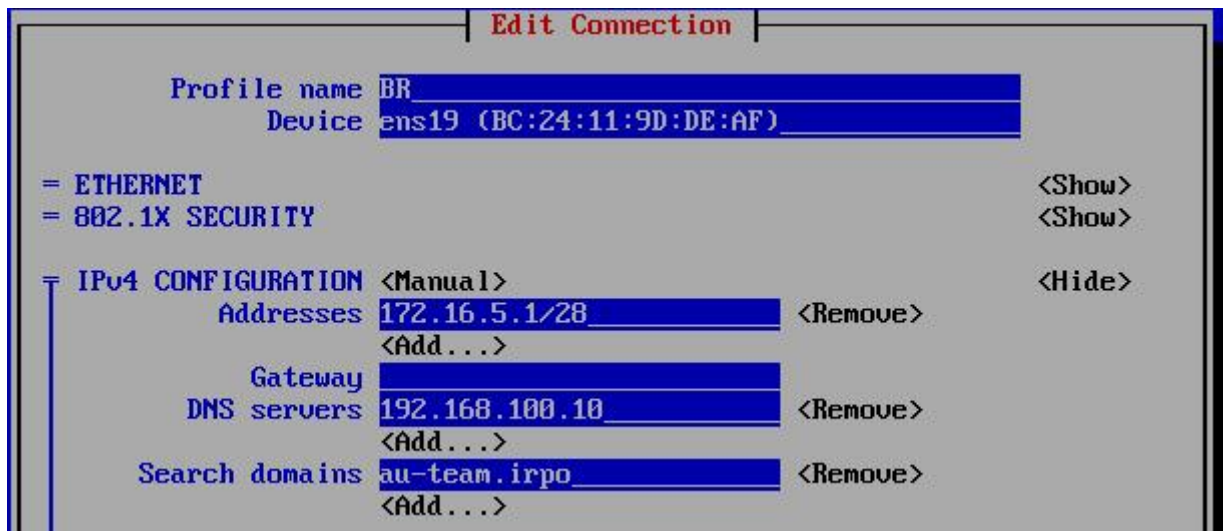 Edit Connection
Profile name BR
Device ens19 (BC:24:11:9D:DE:AF)
= ETHERNET <Show>
= 802.1X SECURITY <Show>
╤ IPv4 CONFIGURATION <Manual> <Hide>
Addresses 172.16.5.1/28 <Remove>
<Add...>
Gateway
DNS servers 192.168.100.10 <Remove>
<Add...>
Search domains au-team.irpo <Remove>
<Add...>